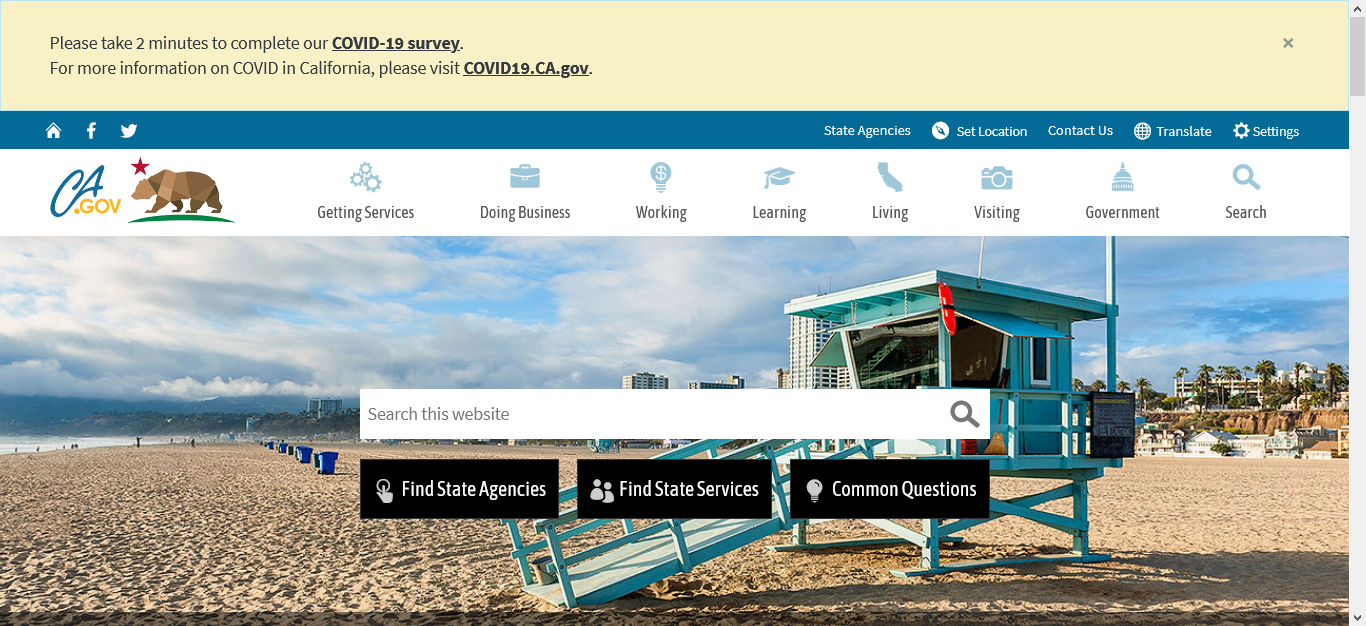 Please take 2 minutes to complete our COVID-19 survey.
For more information on COVID in California, please visit COVID19.CA.gov.
×
State Agencies
Set Location
Contact Us
Translate
Settings
CA.GOV
Getting Services
Doing Business
Working
Learning
Living
Visiting
Government
Search
Search this website
Find State Agencies
Find State Services
Common Questions